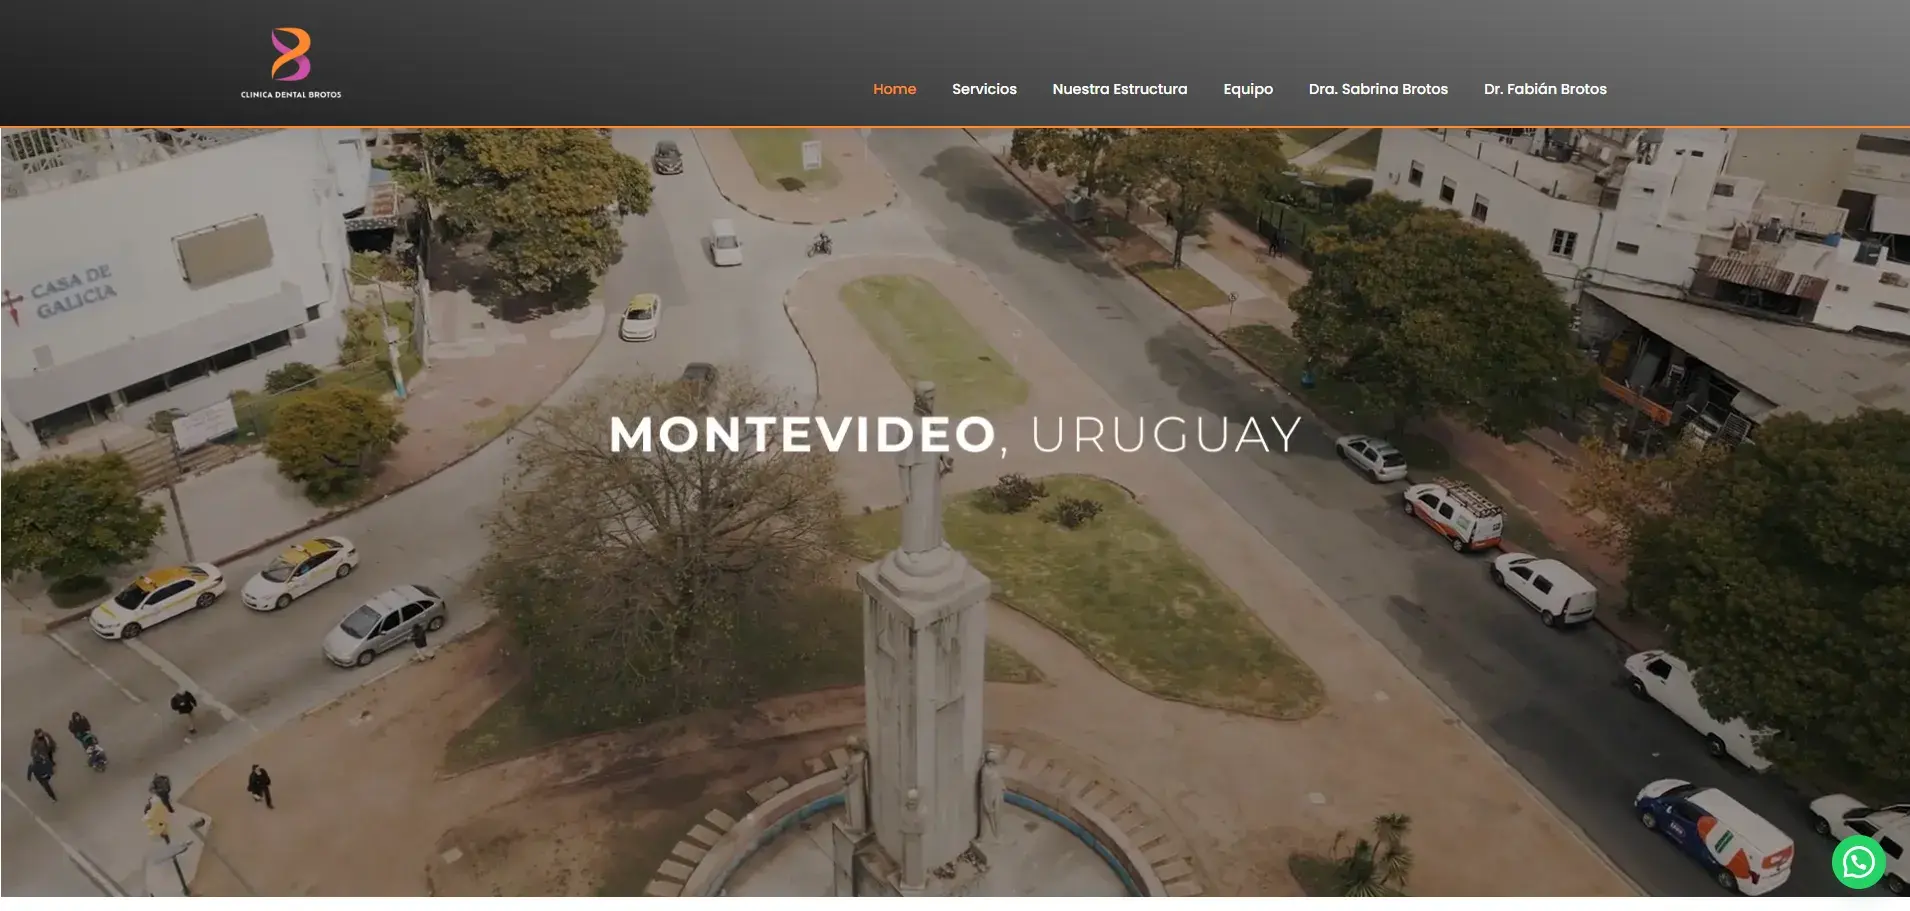 CLINICA DENTAL BROTOS
Home
Servicios
Nuestra Estructura
Equipo
Dra. Sabrina Brotos
Dr. Fabián Brotos
CASA DE
GALICIA
MONTEVIDEO, URUGUAY